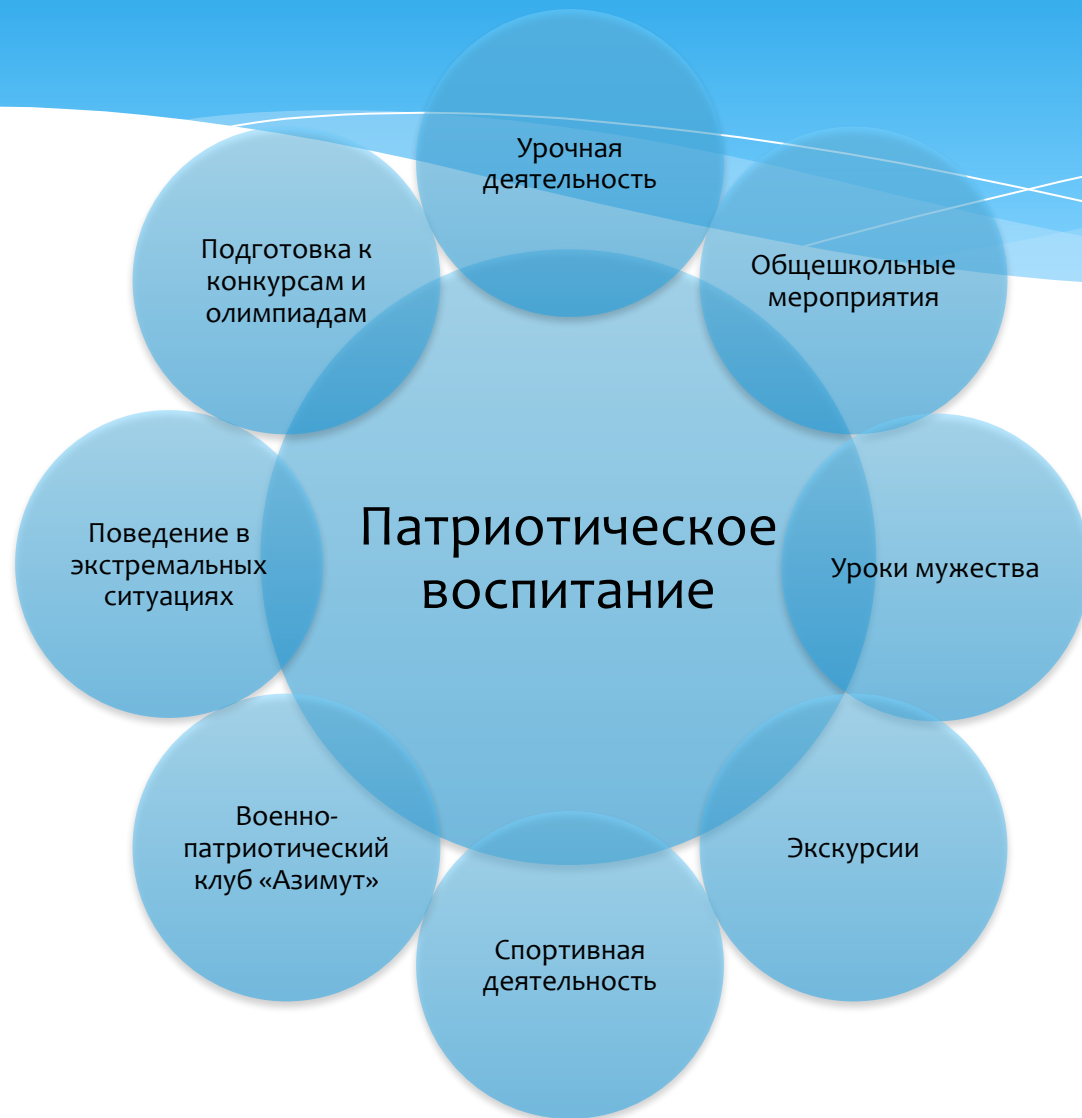 Урочная
деятельность
Общешкольные
мероприятия
Уроки мужества
Экскурсии
Спортивная
деятельность
Военно-
патриотический
клуб «Азимут»
Поведение в
экстремальных
ситуациях
Подготовка к
конкурсам и
олимпиадам
Патриотическое
воспитание